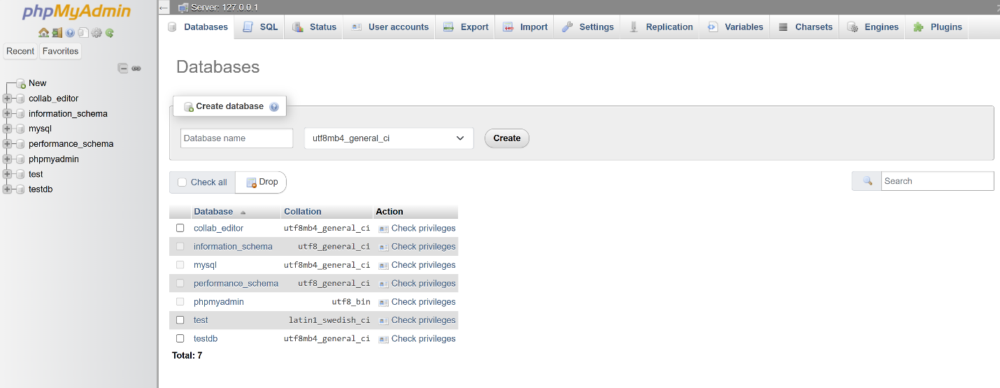 phpMyAdmin
Recent Favorites
New
collab_editor
information_schema
mysql
performance_schema
phpmyadmin
test
testdb
Server: 127.0.0.1
Databases SQL Status User accounts Export Import Settings Replication Variables Charsets Engines Plugins
Databases
Create database
Database name utf8mb4_general_ci Create
Check all Drop Search
Database Collation Action
collab_editor utf8mb4_general_ci Check privileges
information_schema utf8_general_ci Check privileges
mysql utf8mb4_general_ci Check privileges
performance_schema utf8_general_ci Check privileges
phpmyadmin utf8_bin Check privileges
test latin1_swedish_ci Check privileges
testdb utf8mb4_general_ci Check privileges
Total: 7